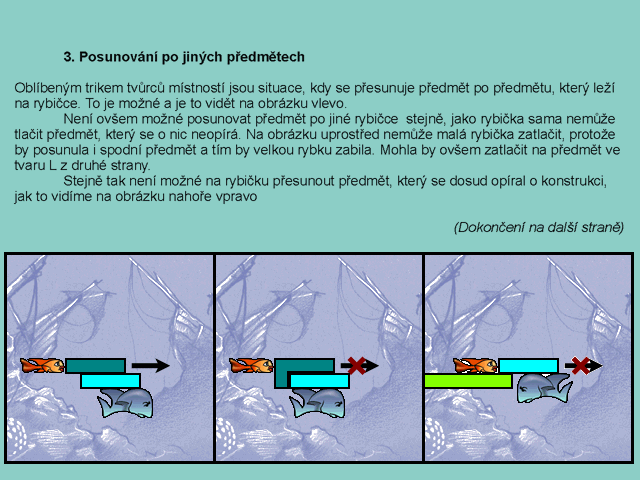 3. Posunování po jiných předmětech
Oblíbeným trikem tvůrců místností jsou situace, kdy se přesunuje předmět po předmětu, který leží
na rybičce. To je možné a je to vidět na obrázku vlevo.
Není ovšem možné posunovat předmět po jiné rybičce stejně, jako rybička sama nemůže
tlačit předmět, který se o nic neopírá. Na obrázku uprostřed nemůže malá rybička zatlačit, protože
by posunula i spodní předmět a tím by velkou rybku zabila. Mohla by ovšem zatlačit na předmět ve
tvaru L z druhé strany.
Stejně tak není možné na rybičku přesunout předmět, který se dosud opíral o konstrukci,
jak to vidíme na obrázku nahoře vpravo
(Dokončení na další straně)